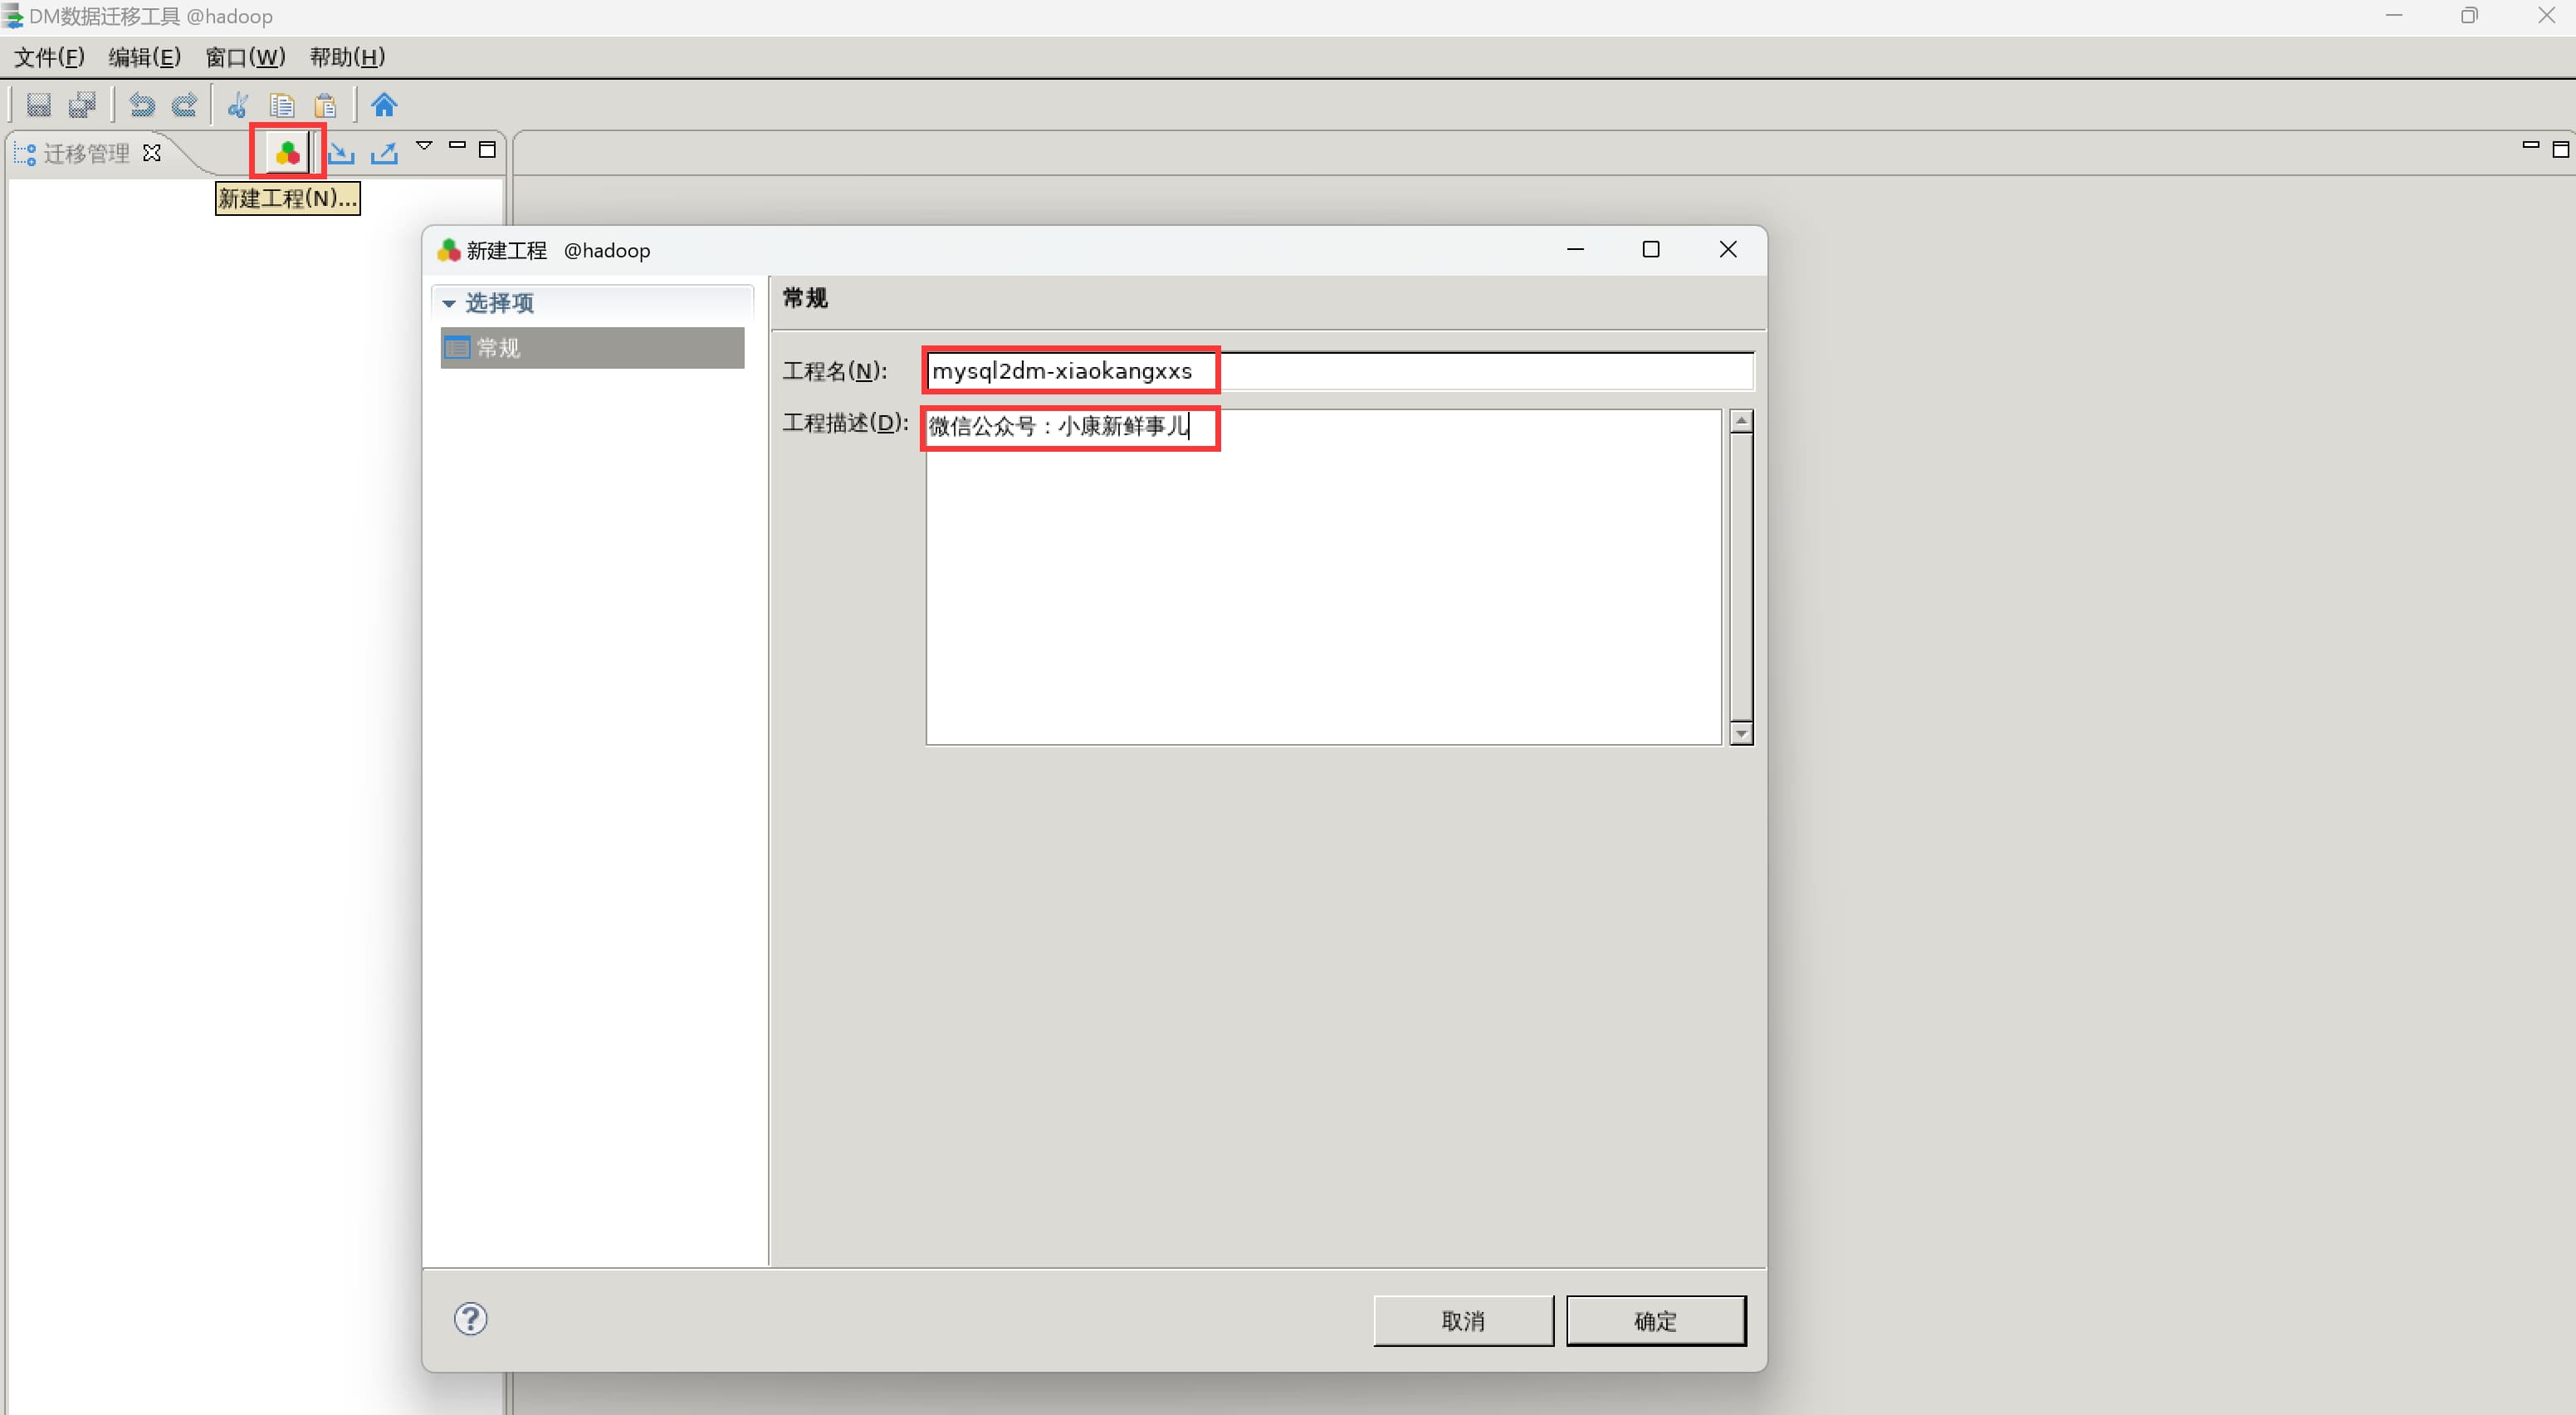 DM数据迁移工具 @hadoop
文件(F) 编辑(E) 窗口(W) 帮助(H)
迁移管理
新建工程(N)...
新建工程 @hadoop
选择项
常规
常规
工程名(N): mysql2dm-xiaokangxxs
工程描述(D): 微信公众号：小康新鲜事儿
取消 确定